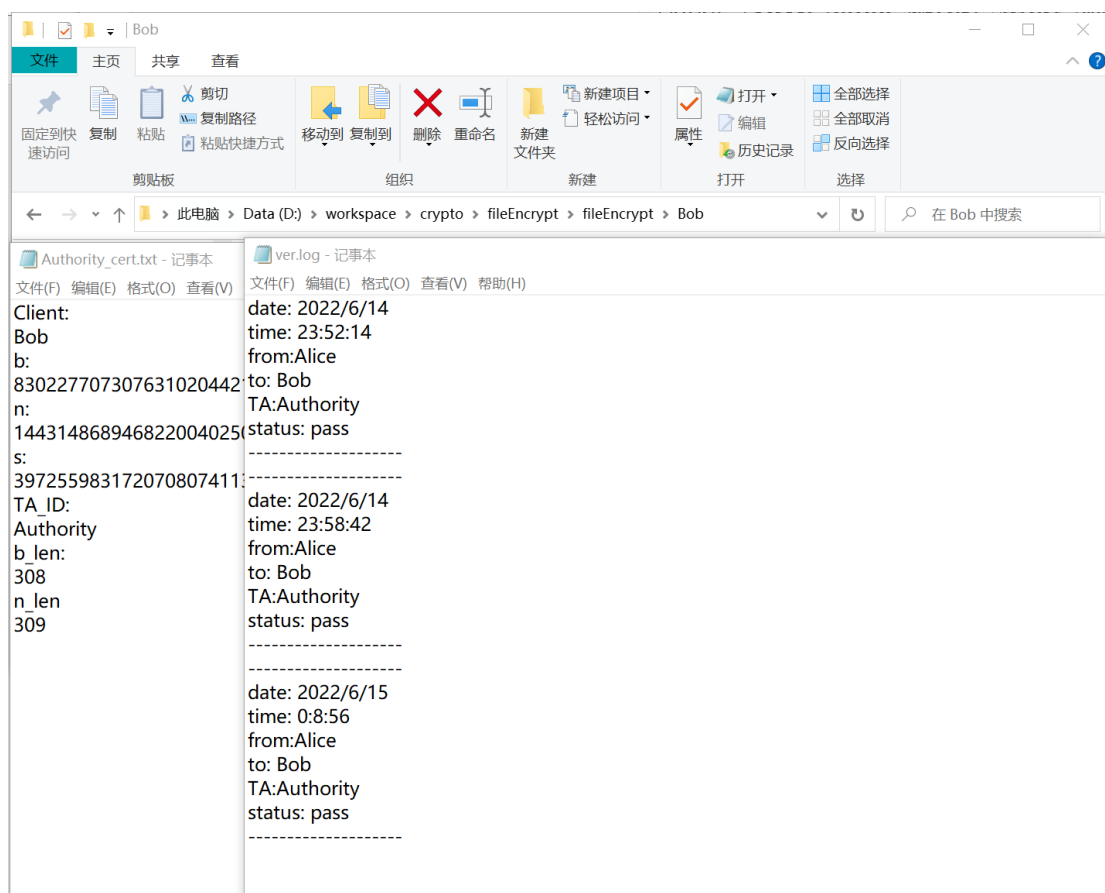 Bob
文件 主页 共享 查看
固定到快速访问 复制 粘贴 剪切 复制路径 粘贴快捷方式 移动到 复制到 删除 重命名 新建文件夹 新建项目 轻松访问 属性 打开 编辑 历史记录 全部选择 全部取消 反向选择
剪贴板 组织 新建 打开 选择
此电脑 > Data (D:) > workspace > crypto > fileEncrypt > fileEncrypt > Bob
在 Bob 中搜索
Authority_cert.txt - 记事本
文件(F) 编辑(E) 格式(O) 查看(V)
Client:
Bob
b:
830227707307631020442
n:
1443148689468220040250
s:
3972559831720708074113
TA_ID:
Authority
b_len:
308
n_len
309
ver.log - 记事本
文件(F) 编辑(E) 格式(O) 查看(V) 帮助(H)
date: 2022/6/14
time: 23:52:14
from:Alice
to: Bob
TA:Authority
status: pass
--------------------
--------------------
date: 2022/6/14
time: 23:58:42
from:Alice
to: Bob
TA:Authority
status: pass
--------------------
--------------------
date: 2022/6/15
time: 0:8:56
from:Alice
to: Bob
TA:Authority
status: pass
--------------------